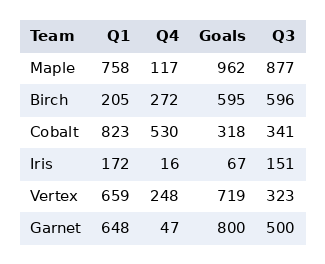 Team Q1 Q4 Goals Q3
Maple 758 117 962 877
Birch 205 272 595 596
Cobalt 823 530 318 341
Iris 172 16 67 151
Vertex 659 248 719 323
Garnet 648 47 800 500